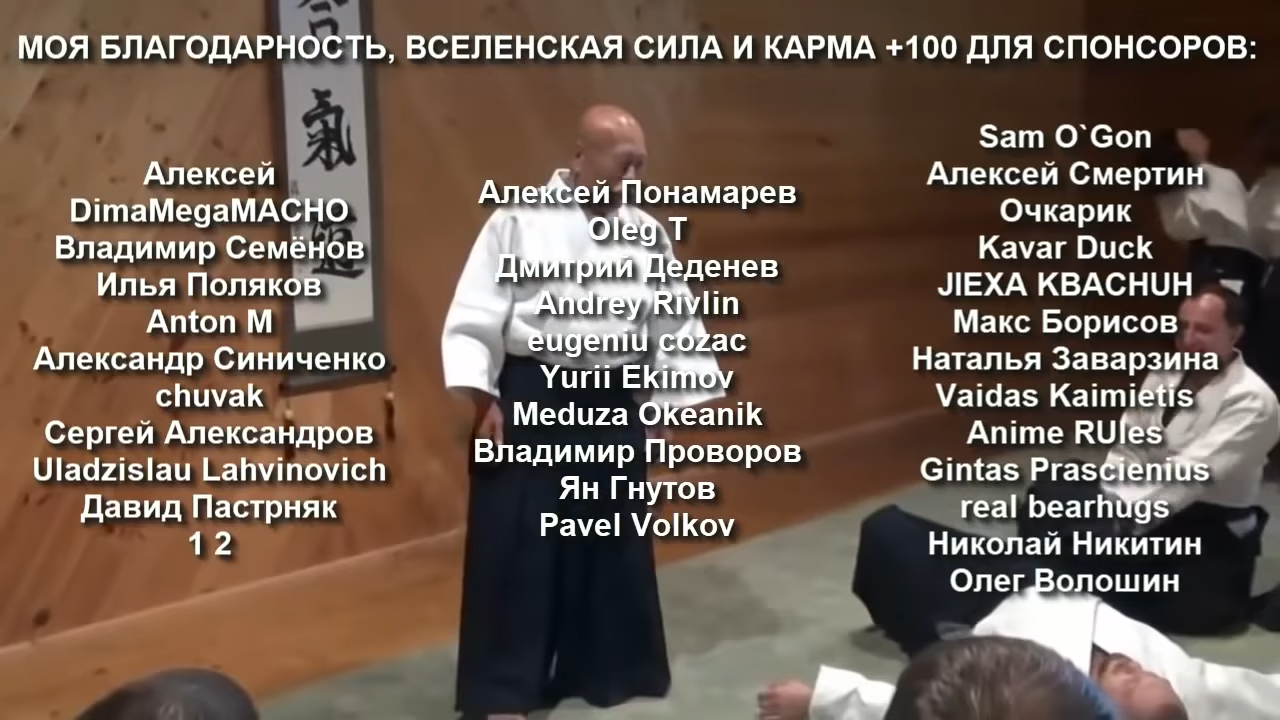 МОЯ БЛАГОДАРНОСТЬ, ВСЕЛЕНСКАЯ СИЛА И КАРМА +100 ДЛЯ СПОНСОРОВ:
Алексей
DimaMegaMACHO
Владимир Семёнов
Илья Поляков
Anton M
Александр Синиченко
chuvak
Сергей Александров
Uladzislau Lahvinovich
Давид Пастрняк
1 2
Алексей Понамарев
Oleg T
Дмитрий Деденев
Andrey Rivlin
eugeniu cozac
Yurii Ekimov
Meduza Okeanik
Владимир Проворов
Ян Гнутов
Pavel Volkov
Sam O`Gon
Алексей Смертин
Очкарик
Kavar Duck
JIEXA KBACHUH
Макс Борисов
Наталья Заварзина
Vaidas Kaimietis
Anime RUles
Gintas Prascienius
real bearhugs
Николай Никитин
Олег Волошин
合
氣
道